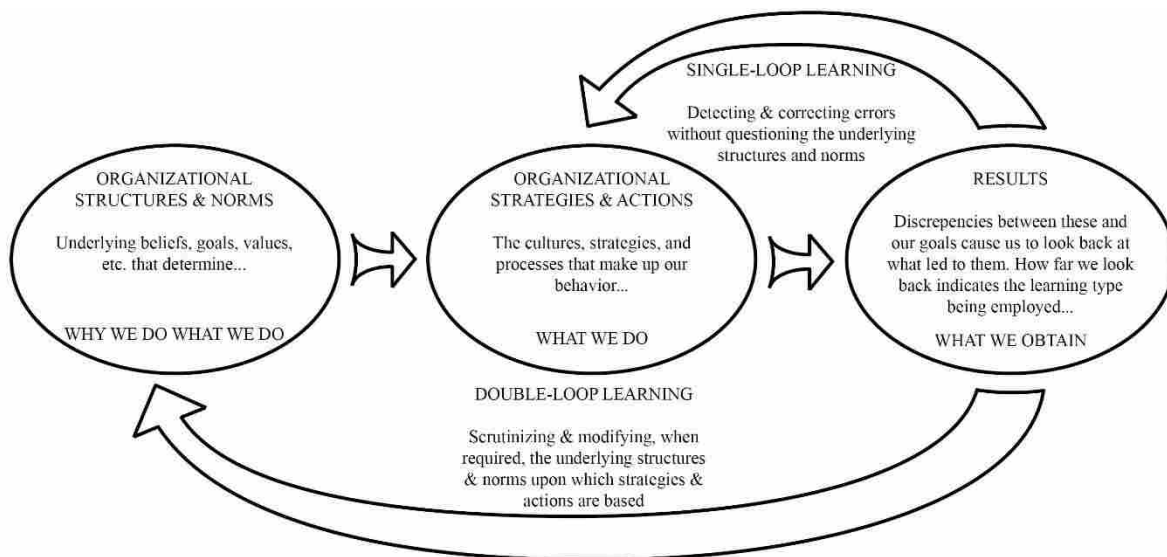 SINGLE-LOOP LEARNING
Detecting & correcting errors
without questioning the underlying
structures and norms
ORGANIZATIONAL
STRUCTURES & NORMS
Underlying beliefs, goals, values,
etc. that determine...
WHY WE DO WHAT WE DO
ORGANIZATIONAL
STRATEGIES & ACTIONS
The cultures, strategies, and
processes that make up our
behavior...
WHAT WE DO
RESULTS
Discrepencies between these and
our goals cause us to look back at
what led to them. How far we look
back indicates the learning type
being employed...
WHAT WE OBTAIN
DOUBLE-LOOP LEARNING
Scrutinizing & modifying, when
required, the underlying structures
& norms upon which strategies &
actions are based